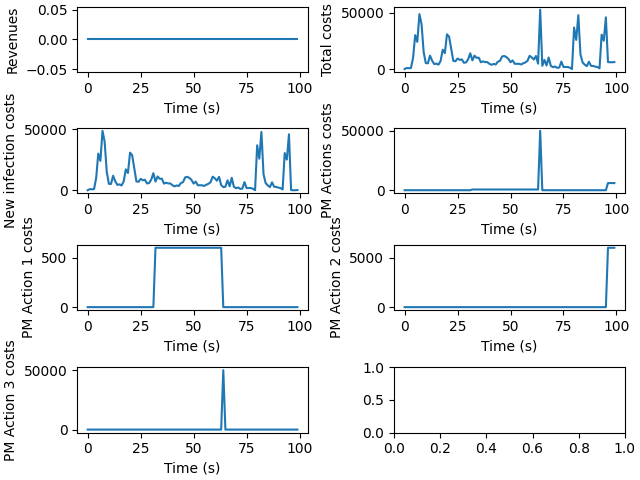 Revenues
0.05
0.00
−0.05
0 25 50 75 100
Time (s)
Total costs
50000
0
0 25 50 75 100
Time (s)
New infection costs
50000
0
0 25 50 75 100
Time (s)
PM Actions costs
50000
0
0 25 50 75 100
Time (s)
PM Action 1 costs
500
0
0 25 50 75 100
Time (s)
PM Action 2 costs
5000
0
0 25 50 75 100
Time (s)
PM Action 3 costs
50000
0
0 25 50 75 100
Time (s)
1.0
0.5
0.0
0.0 0.2 0.4 0.6 0.8 1.0